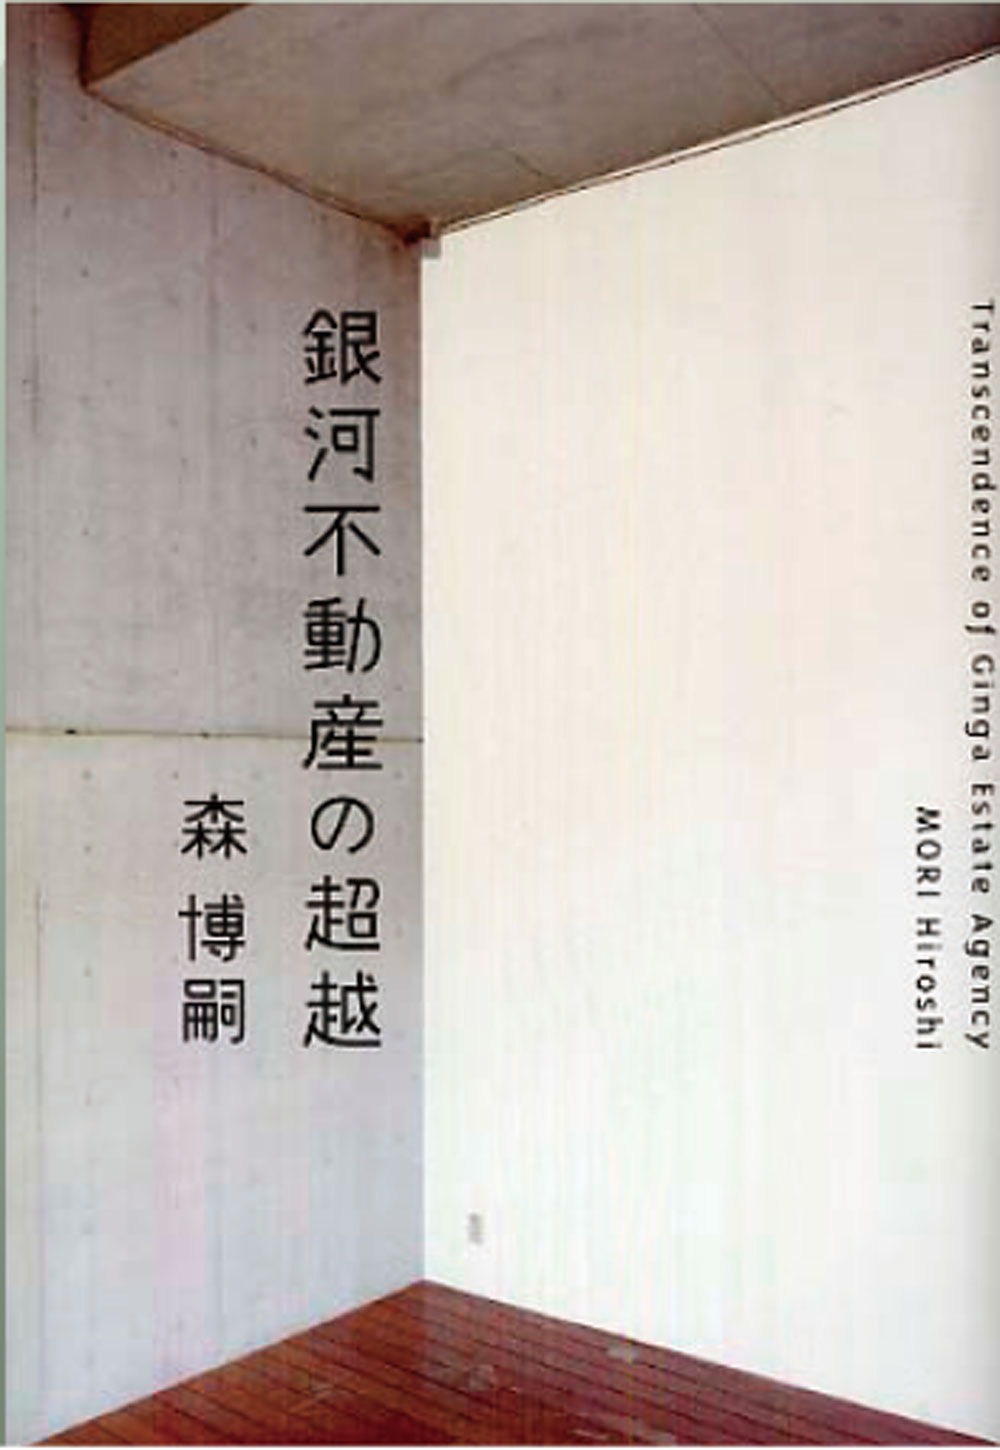 Transcendence of Ginga Estate Agency
MORI Hiroshi
銀河不動産の超越
森 博嗣